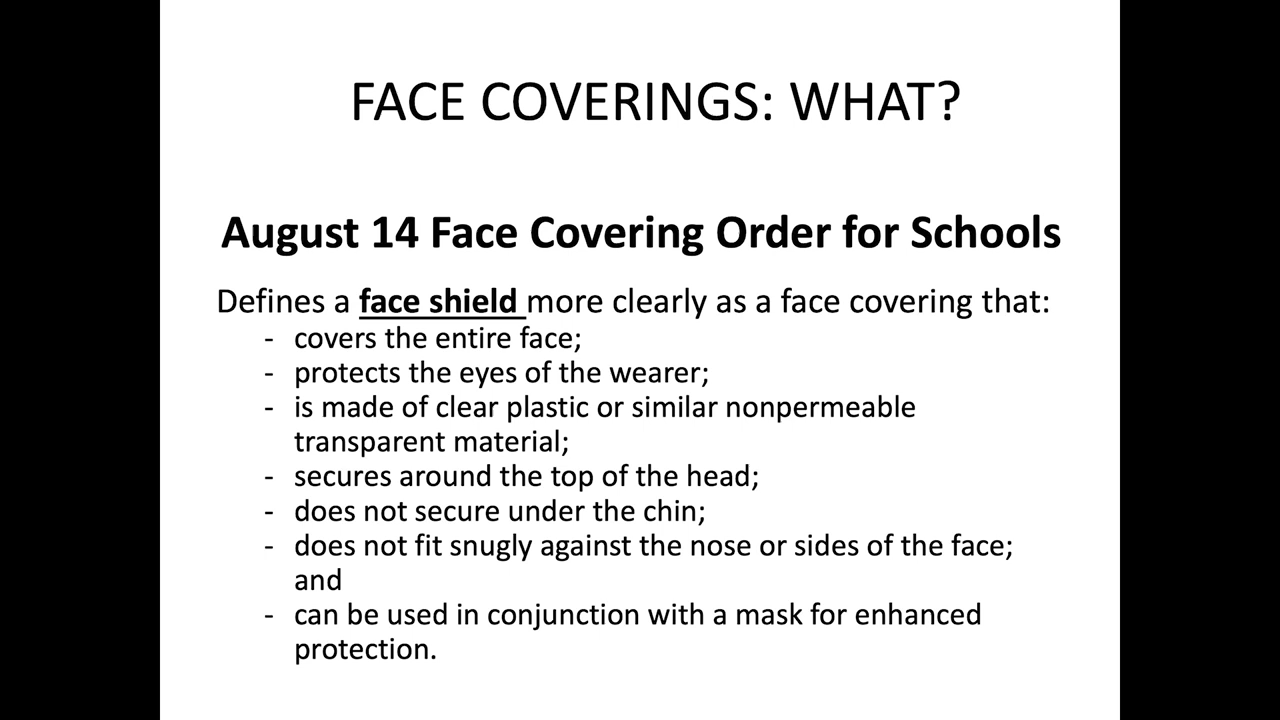 FACE COVERINGS: WHAT?
August 14 Face Covering Order for Schools
Defines a face shield more clearly as a face covering that:
- covers the entire face;
- protects the eyes of the wearer;
- is made of clear plastic or similar nonpermeable
transparent material;
- secures around the top of the head;
- does not secure under the chin;
- does not fit snugly against the nose or sides of the face;
and
- can be used in conjunction with a mask for enhanced
protection.